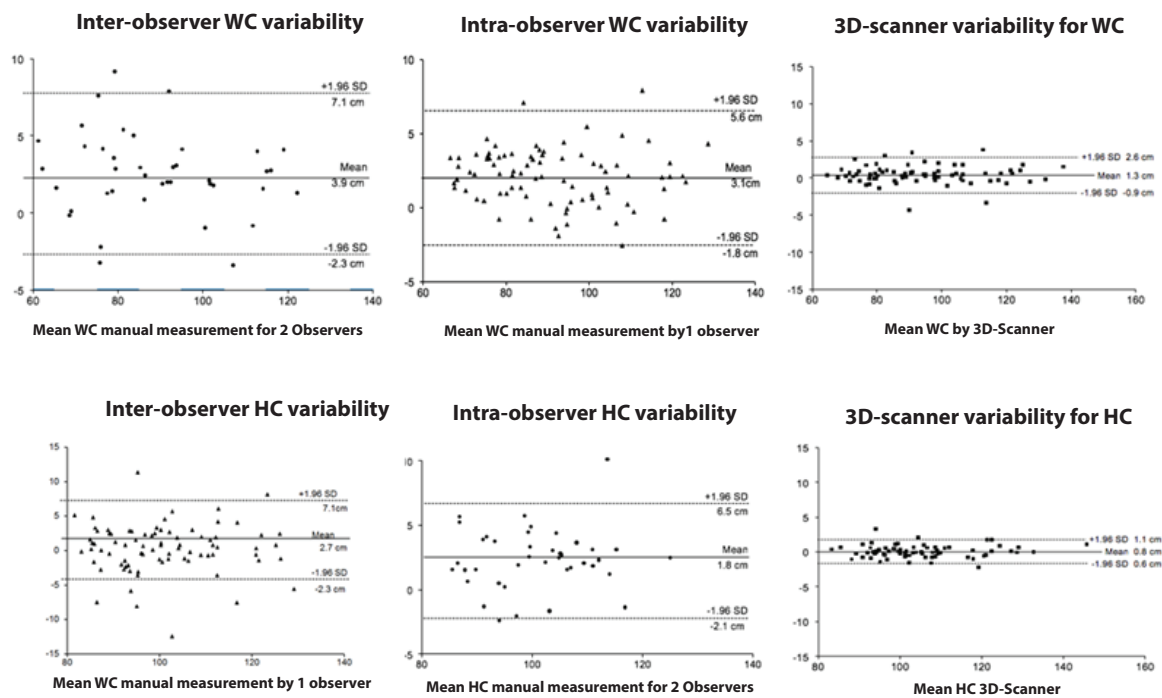 Inter-observer WC variability
10
5
0
-5
60
80
100
120
140
+1.96 SD
7.1 cm
Mean
3.9 cm
-1.96 SD
-2.3 cm
Mean WC manual measurement for 2 Observers
Intra-observer WC variability
10
5
0
-5
60
80
100
120
140
+1.96 SD
5.6 cm
Mean
3.1cm
-1.96 SD
-1.8 cm
Mean WC manual measurement by1 observer
3D-scanner variability for WC
15
10
5
0
-5
-10
-15
60
80
100
120
140
160
+1.96 SD 2.6 cm
Mean 1.3 cm
-1.96 SD -0.9 cm
Mean WC by 3D-Scanner
Inter-observer HC variability
15
10
5
0
-5
-10
-15
80
100
120
140
+1.96 SD
7.1cm
Mean
2.7 cm
-1.96 SD
-2.3 cm
Mean WC manual measurement by 1 observer
Intra-observer HC variability
10
5
0
-5
80
100
120
140
+1.96 SD
6.5 cm
Mean
1.8 cm
-1.96 SD
-2.1 cm
Mean HC manual measurement for 2 Observers
3D-scanner variability for HC
15
10
5
0
-5
-10
-15
80
100
120
140
160
+1.96 SD 1.1 cm
Mean 0.8 cm
-1.96 SD 0.6 cm
Mean HC 3D-Scanner